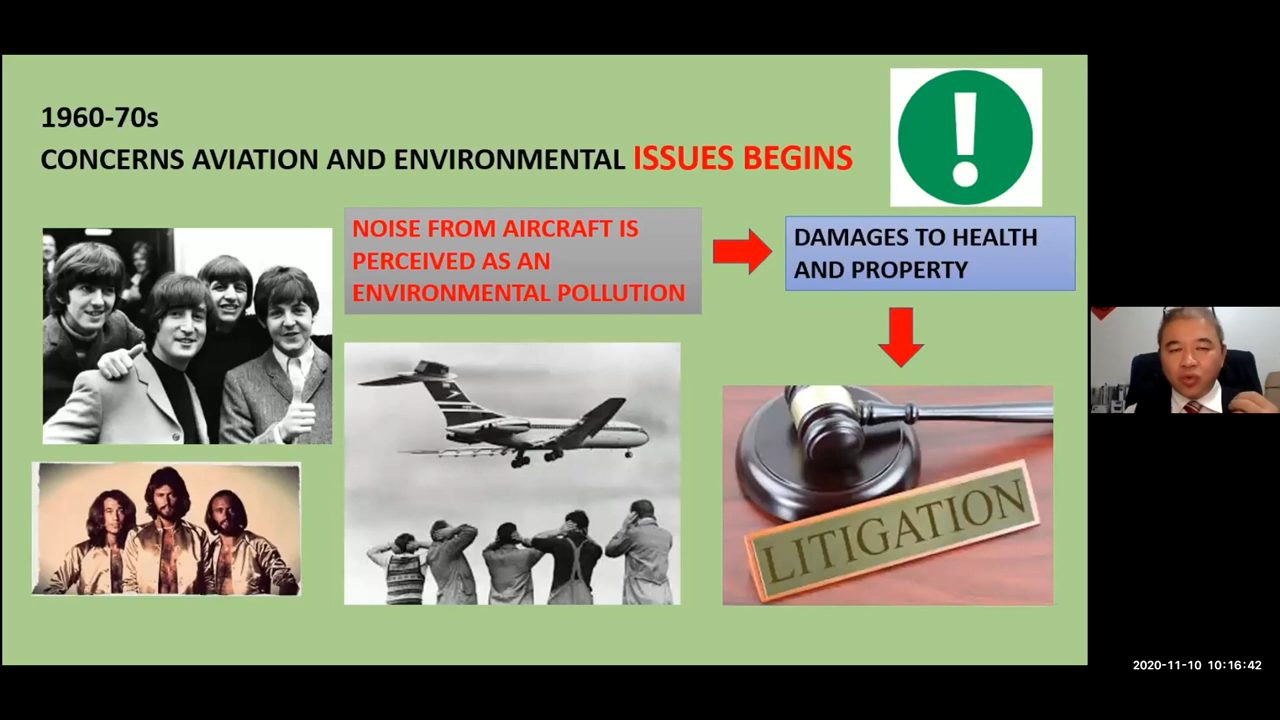 1960-70s
CONCERNS AVIATION AND ENVIRONMENTAL ISSUES BEGINS
NOISE FROM AIRCRAFT IS
PERCEIVED AS AN
ENVIRONMENTAL POLLUTION
DAMAGES TO HEALTH
AND PROPERTY
LITIGATION
2020-11-10 10:16:42